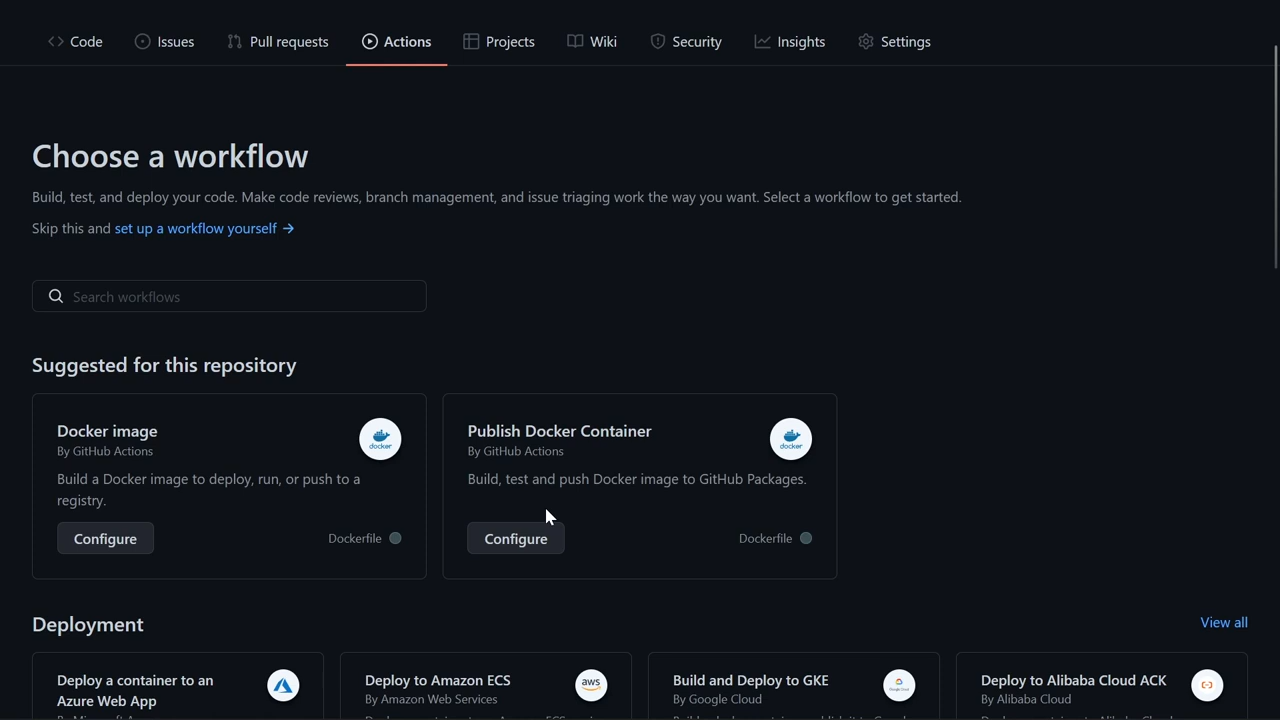 Code Issues Pull requests Actions Projects Wiki Security Insights Settings
Choose a workflow
Build, test, and deploy your code. Make code reviews, branch management, and issue triaging work the way you want. Select a workflow to get started.
Skip this and set up a workflow yourself →
Search workflows
Suggested for this repository
Docker image
By GitHub Actions
Build a Docker image to deploy, run, or push to a
registry.
Configure
Dockerfile
docker
Publish Docker Container
By GitHub Actions
Build, test and push Docker image to GitHub Packages.
Configure
Dockerfile
docker
Deployment
View all
Deploy a container to an
Azure Web App
Deploy to Amazon ECS
By Amazon Web Services
aws
Build and Deploy to GKE
By Google Cloud
Google Cloud
Deploy to Alibaba Cloud ACK
By Alibaba Cloud